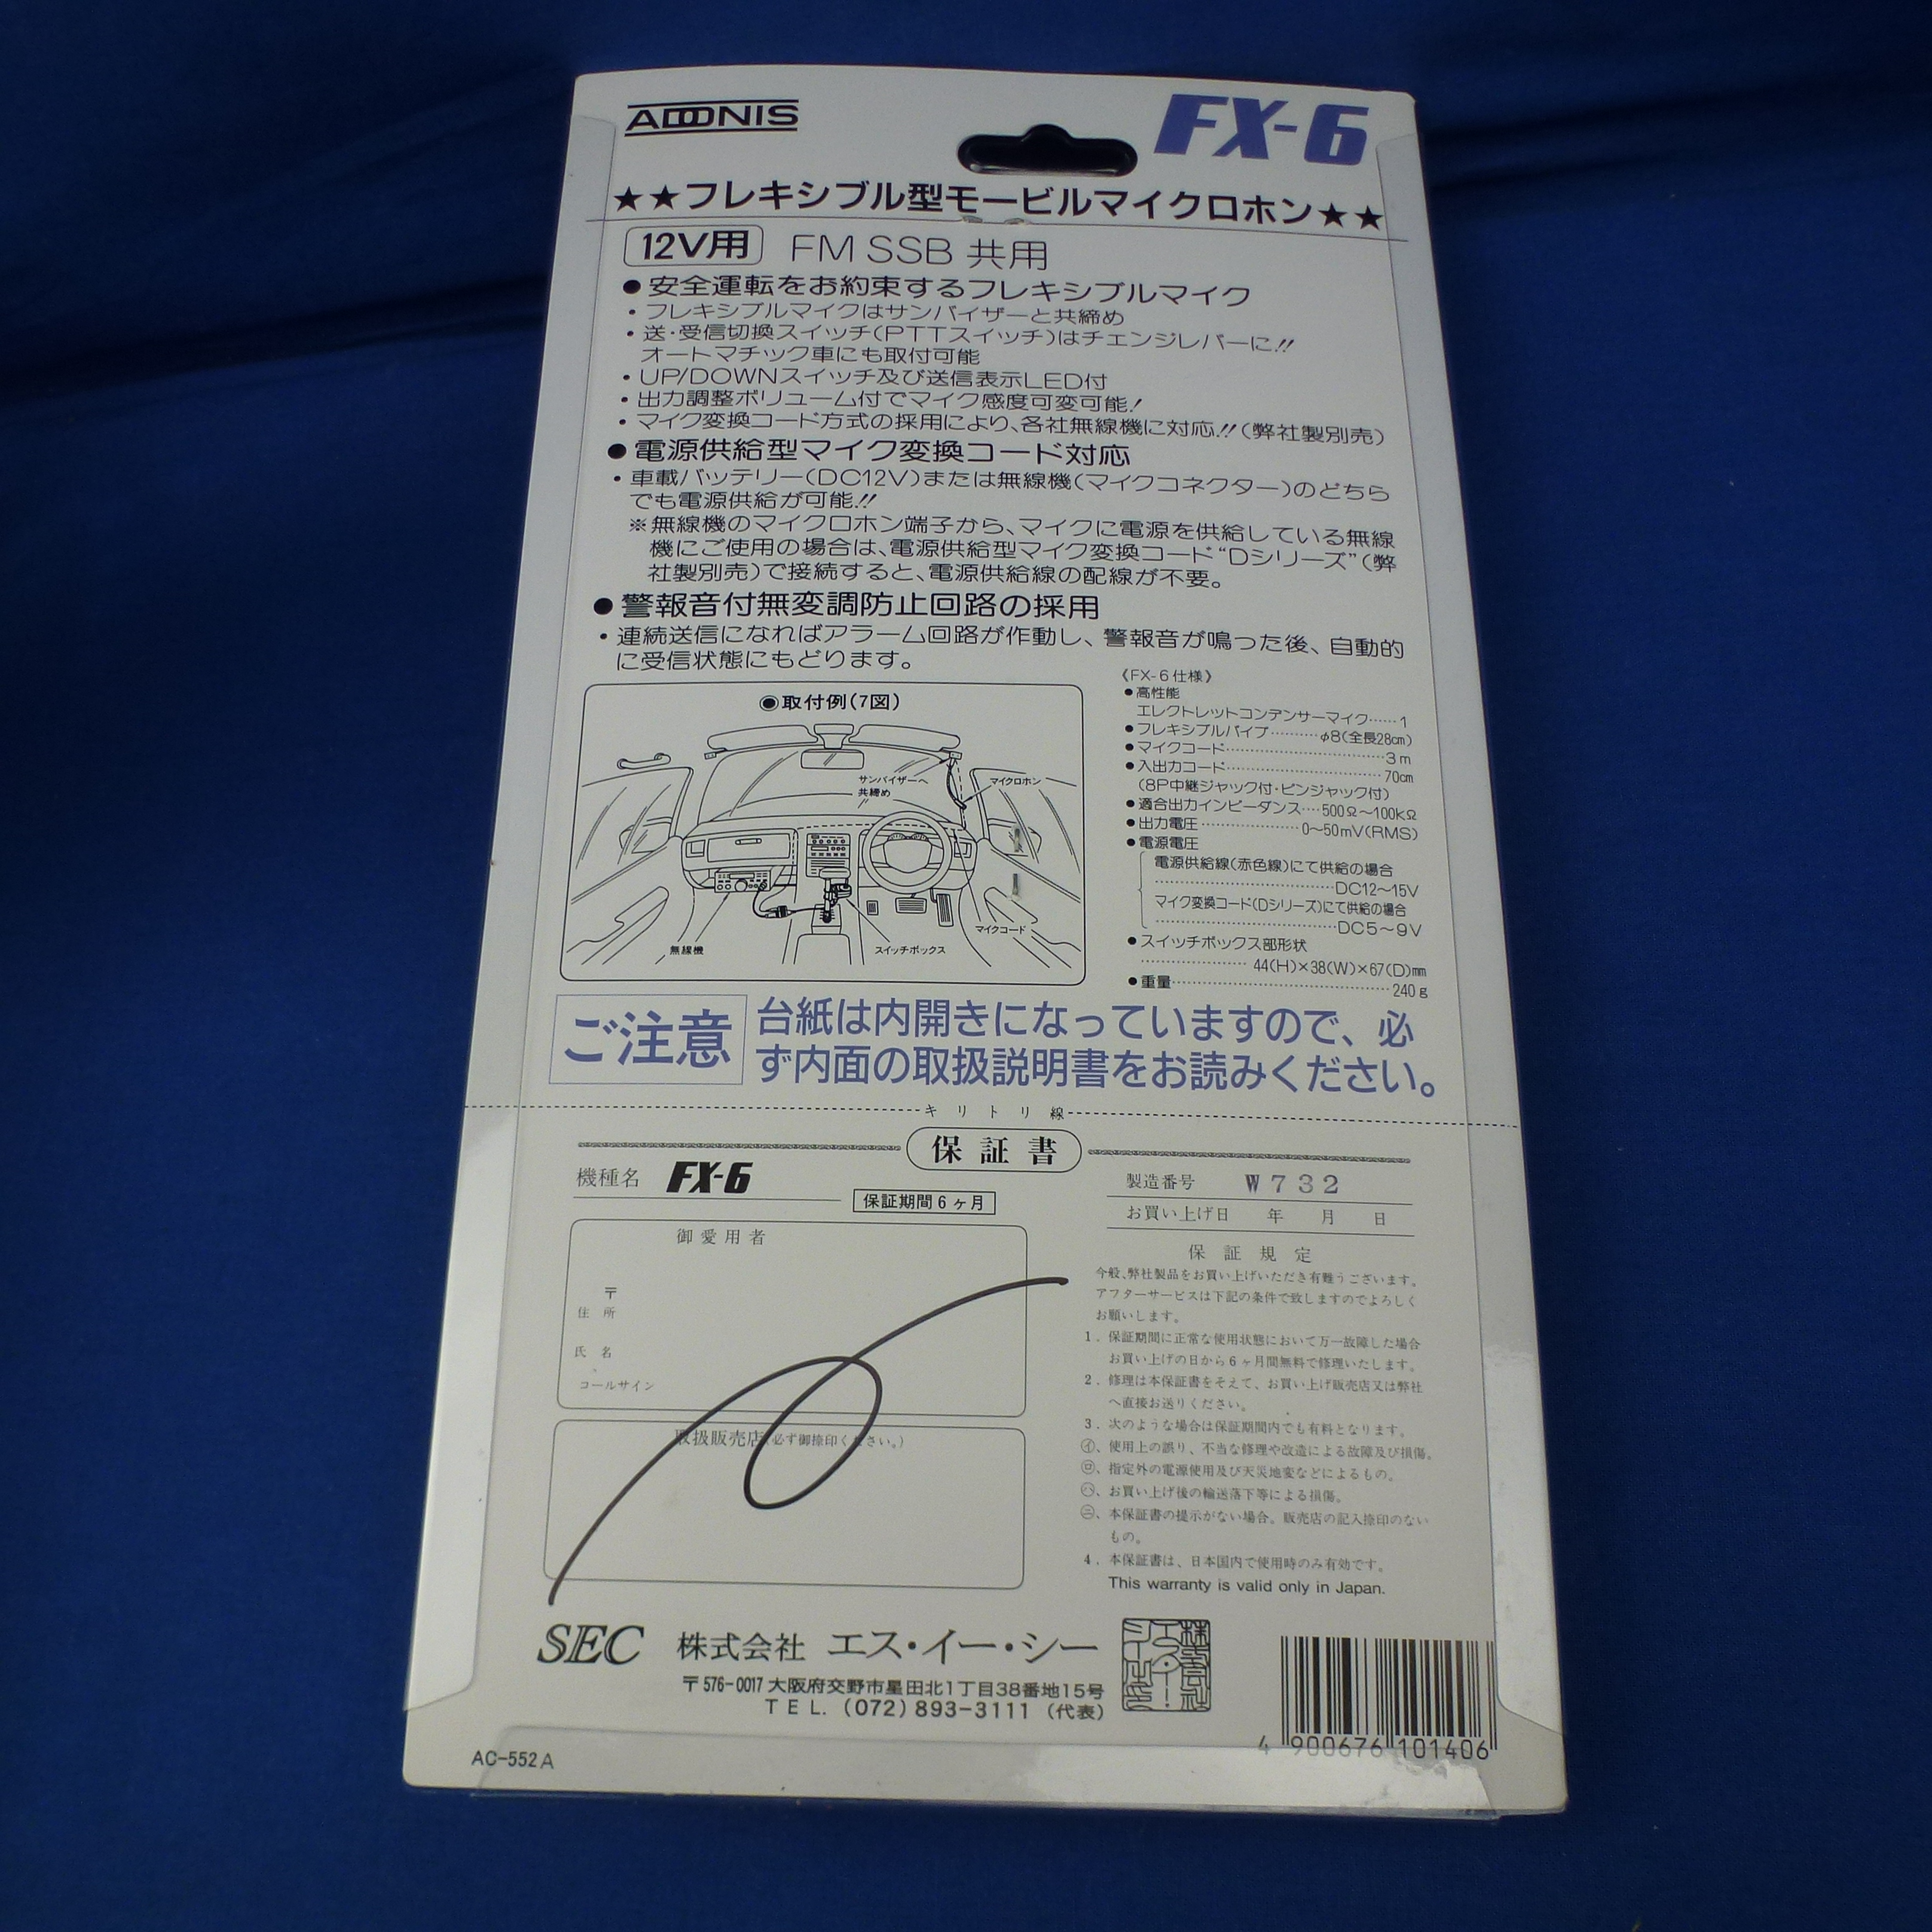 ADONIS
FX-6
★★フレキシブル型モービルマイクロホン★★
12V用 FM SSB 共用
●安全運転をお約束するフレキシブルマイク
・フレキシブルマイクはサンバイザーと共締め
・送・受信切換スイッチ(PTTスイッチ)はチェンジレバーに!!
オートマチック車にも取付可能
・UP/DOWNスイッチ及び送信表示LED付
・出力調整ボリューム付でマイク感度可変可能!
・マイク変換コード方式の採用により、各社無線機に対応!!(弊社製別売)
●電源供給型マイク変換コード対応
・車載バッテリー(DC12V)または無線機(マイクコネクター)のどちら
でも電源供給が可能!!
※無線機のマイクロホン端子から、マイクに電源を供給している無線
機にご使用の場合は、電源供給型マイク変換コード“Dシリーズ”(弊
社製別売)で接続すると、電源供給線の配線が不要。
●警報音付無変調防止回路の採用
・連続送信になればアラーム回路が作動し、警報音が鳴った後、自動的
に受信状態にもどります。
◉取付例(7図)
サンバイザーへ
共締め
マイクロホン
無線機
スイッチボックス
マイクコード
《FX-6仕様》
●高性能
エレクトレットコンデンサーマイク……1
●フレキシブルパイプ………φ8(全長28cm)
●マイクコード……………………3m
●入出力コード……………………70cm
(8P中継ジャック付・ピンジャック付)
●適合出力インピーダンス‥‥500Ω〜100kΩ
●出力電圧………………0〜50mV(RMS)
●電源電圧
電源供給線(赤色線)にて供給の場合
……………………………DC12〜15V
マイク変換コード(Dシリーズ)にて供給の場合
……………………………DC5〜9V
●スイッチボックス部形状
………………44(H)×38(W)×67(D)mm
●重量…………………………………240g
ご注意
台紙は内開きになっていますので、必
ず内面の取扱説明書をお読みください。
キリトリ線
保証書
機種名 FX-6
保証期間6ヶ月
御愛用者
〒
住所
氏名
コールサイン
取扱販売店(必ず御捺印ください。)
製造番号 W732
お買い上げ日 年 月 日
保証規定
今般、弊社製品をお買い上げいただき有難うございます。
アフターサービスは下記の条件で致しますのでよろしく
お願いします。
1．保証期間に正常な使用状態において万一故障した場合
お買い上げの日から6ヶ月間無料で修理いたします。
2．修理は本保証書をそえて、お買い上げ販売店又は弊社
へ直接お送りください。
3．次のような場合は保証期間内でも有料となります。
㋑、使用上の誤り、不当な修理や改造による故障及び損傷。
㋺、指定外の電源使用及び天災地変などによるもの。
㋩、お買い上げ後の輸送落下等による損傷。
㋥、本保証書の提示がない場合。販売店の記入捺印のない
もの。
4．本保証書は、日本国内で使用時のみ有効です。
This warranty is valid only in Japan.
SEC 株式会社 エス・イー・シー
〒576-0017 大阪府交野市星田北1丁目38番地15号
TEL. (072)893-3111 (代表)
4 900676 101406
AC-552A